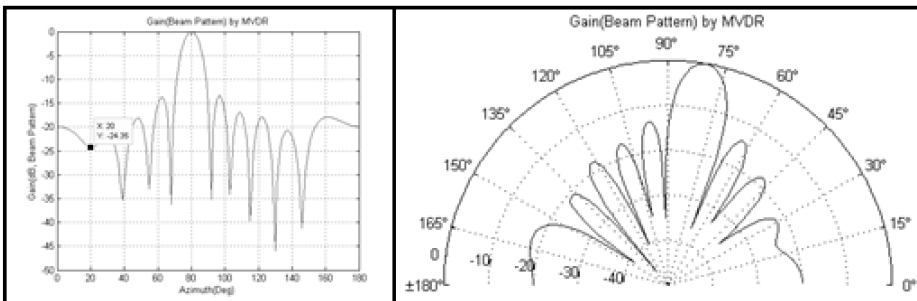 Gain(Beam Pattern) by MVDR
0
-5
-10
-15
-20
-25
-30
-35
-40
-45
-50
Gain(dB, Beam Pattern)
X: 20
Y: -24.35
0 20 40 60 80 100 120 140 160 180
Azimuth(Deg)
Gain(Beam Pattern) by MVDR
90°
105° 75°
120° 60°
135° 45°
150° 30°
165° 15°
0 -10 -20 -30 -40
±180° 0°